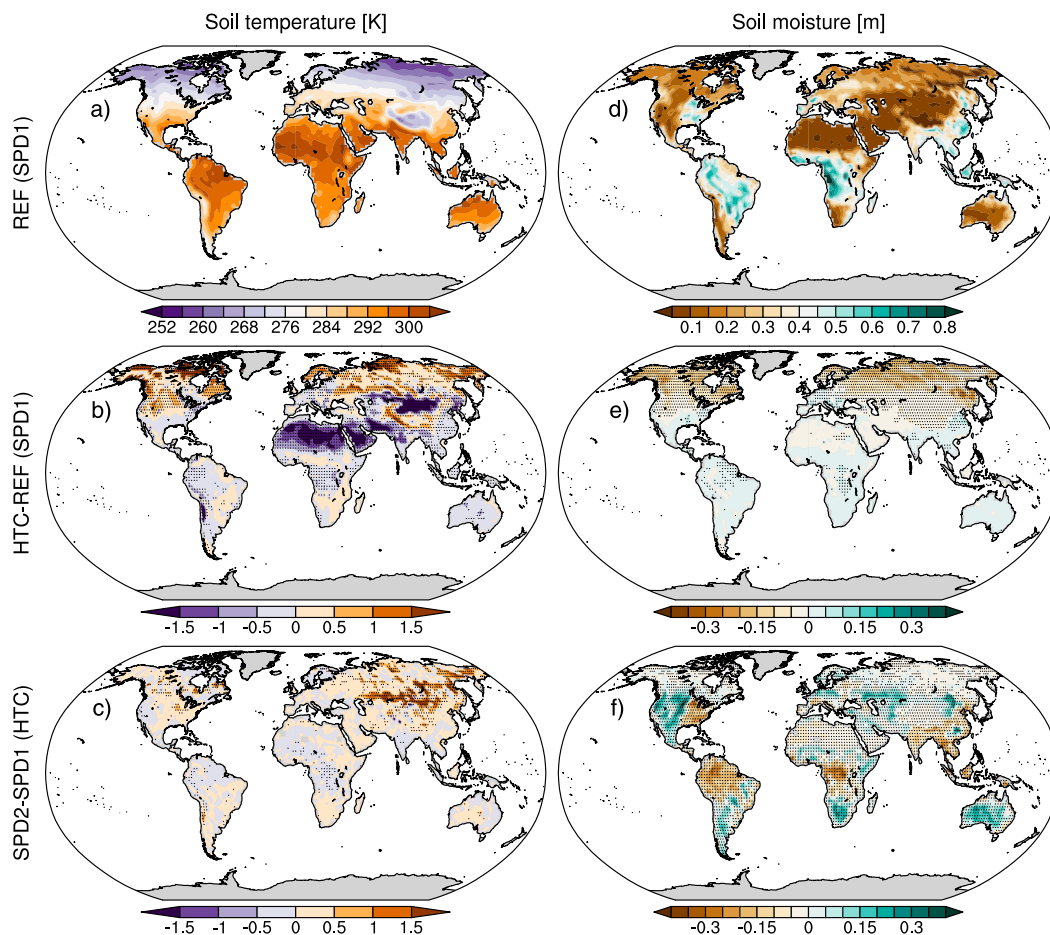 Soil temperature [K]
Soil moisture [m]
REF (SPD1)
a)
d)
252 260 268 276 284 292 300
0.1 0.2 0.3 0.4 0.5 0.6 0.7 0.8
HTC-REF (SPD1)
b)
e)
-1.5 -1 -0.5 0 0.5 1 1.5
-0.3 -0.15 0 0.15 0.3
SPD2-SPD1 (HTC)
c)
f)
-1.5 -1 -0.5 0 0.5 1 1.5
-0.3 -0.15 0 0.15 0.3